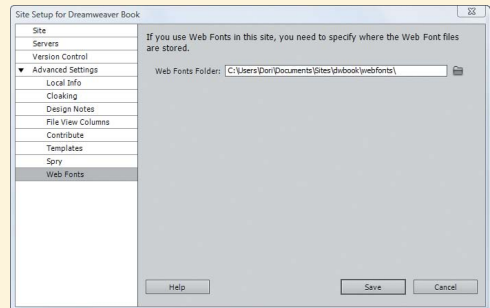 Site Setup for Dreamweaver Book
Site
Servers
Version Control
Advanced Settings
Local Info
Cloaking
Design Notes
File View Columns
Contribute
Templates
Spry
Web Fonts
If you use Web Fonts in this site, you need to specify where the Web Font files
are stored.
Web Fonts Folder: C:\Users\Dori\Documents\Sites\dwbook\webfonts\
Help
Save
Cancel